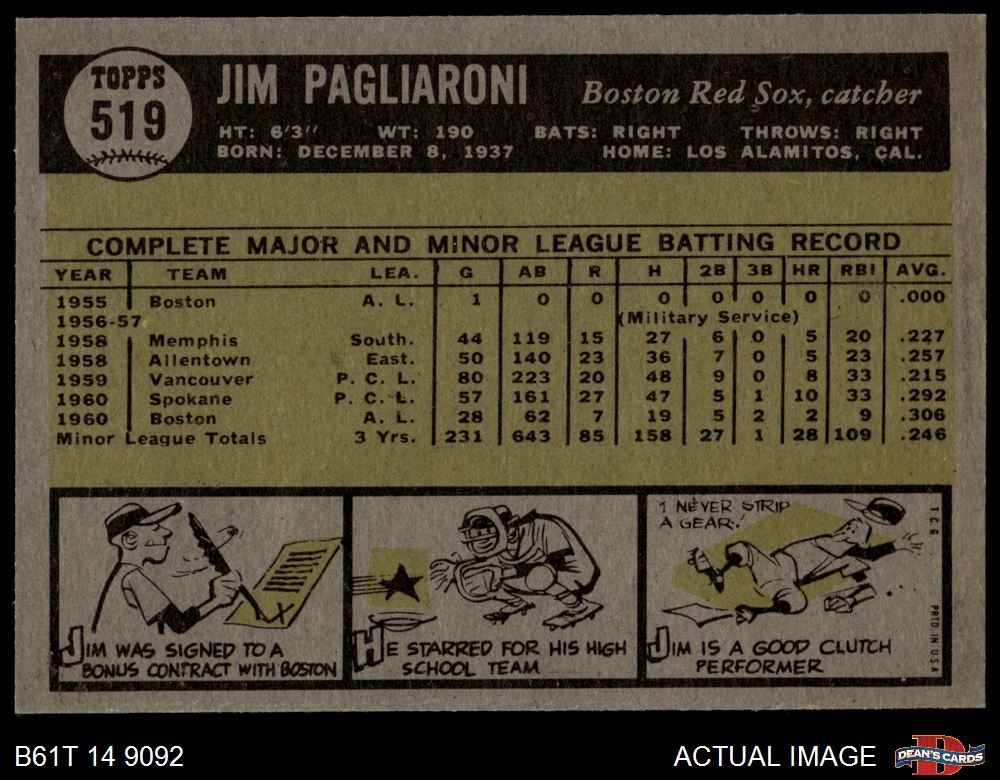 TOPPS
519
JIM PAGLIARONI
Boston Red Sox, catcher
HT: 6'3" WT: 190 BATS: RIGHT THROWS: RIGHT
BORN: DECEMBER 8, 1937 HOME: LOS ALAMITOS, CAL.
COMPLETE MAJOR AND MINOR LEAGUE BATTING RECORD
YEAR TEAM LEA. G AB R H 2B 3B HR RBI AVG.
1955 Boston A. L. 1 0 0 0 0 0 0 0 .000
1956-57 (Military Service)
1958 Memphis South. 44 119 15 27 6 0 5 20 .227
1958 Allentown East. 50 140 23 36 7 0 5 23 .257
1959 Vancouver P. C. L. 80 223 20 48 9 0 8 33 .215
1960 Spokane P. C. L. 57 161 27 47 5 1 10 33 .292
1960 Boston A. L. 28 62 7 19 5 2 2 9 .306
Minor League Totals 3 Yrs. 231 643 85 158 27 1 28 109 .246
JIM WAS SIGNED TO A
BONUS CONTRACT WITH BOSTON
HE STARRED FOR HIS HIGH
SCHOOL TEAM
I NEVER STRIP
A GEAR!
JIM IS A GOOD CLUTCH
PERFORMER
T.C.G.
PRTD. IN U.S.A.
B61T 14 9092
ACTUAL IMAGE
D
DEAN'S CARDS